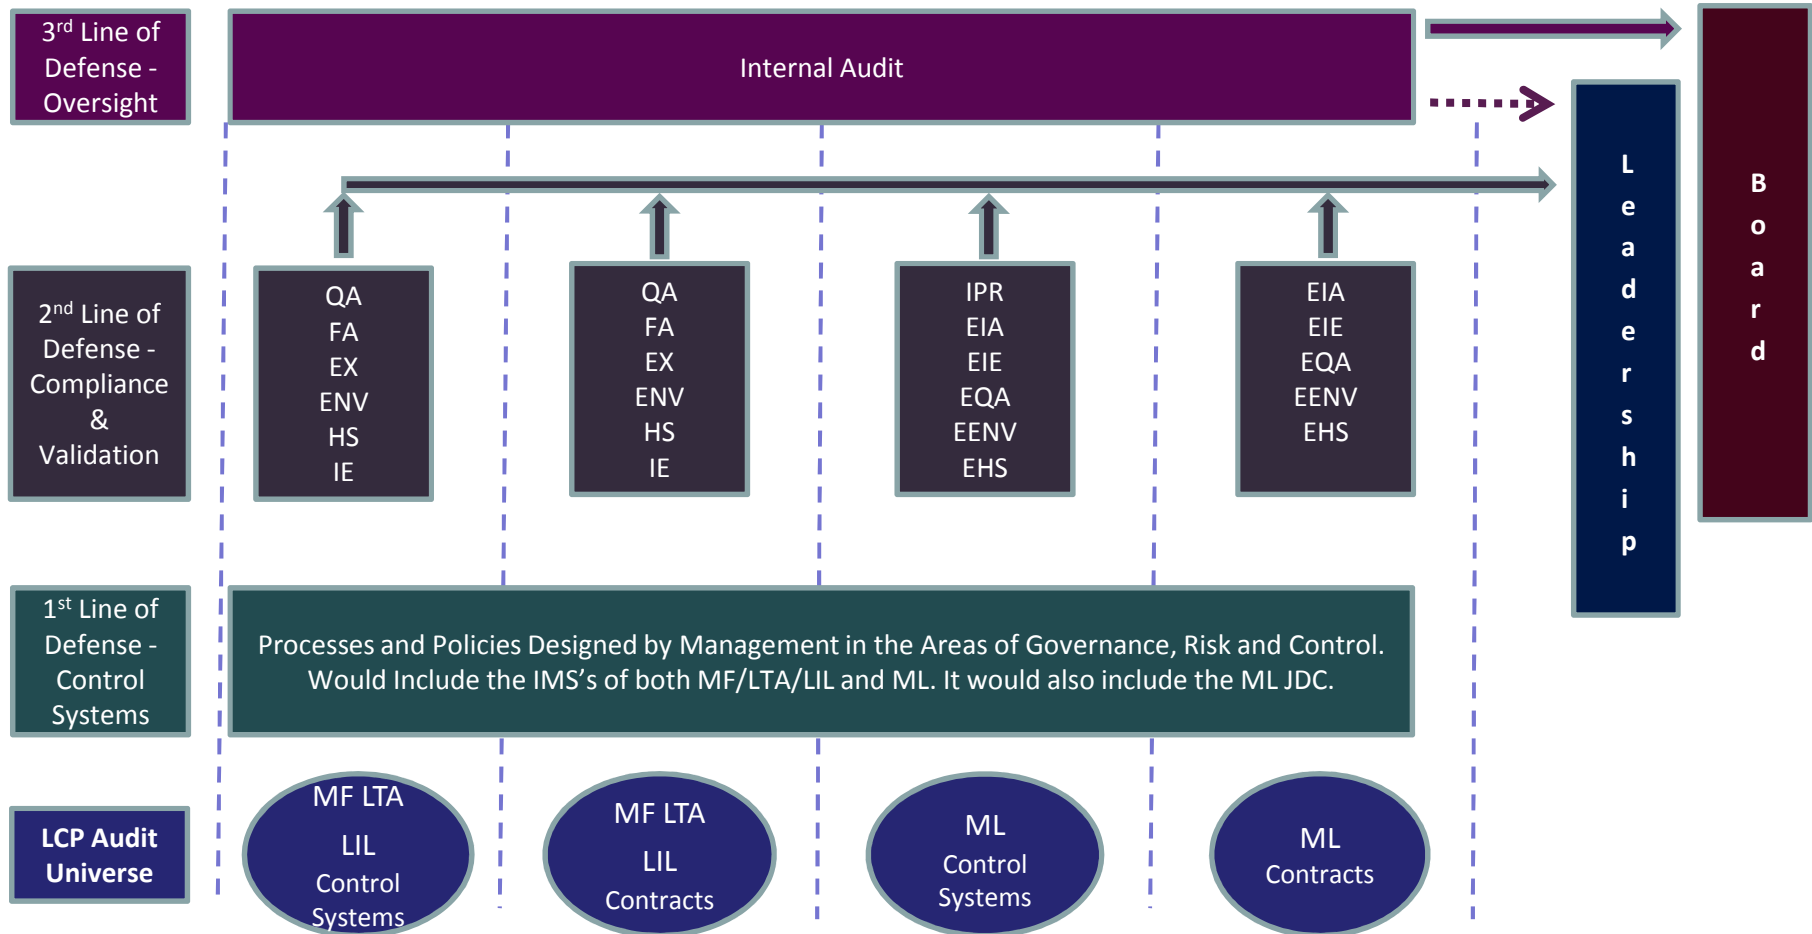 3rd Line of
Defense -
Oversight
Internal Audit
2nd Line of
Defense -
Compliance
&
Validation
QA
FA
EX
ENV
HS
IE
QA
FA
EX
ENV
HS
IE
IPR
EIA
EIE
EQA
EENV
EHS
EIA
EIE
EQA
EENV
EHS
Leadership
Board
1st Line of
Defense -
Control
Systems
Processes and Policies Designed by Management in the Areas of Governance, Risk and Control.
Would Include the IMS's of both MF/LTA/LIL and ML. It would also include the ML JDC.
LCP Audit
Universe
MF LTA
LIL
Control
Systems
MF LTA
LIL
Contracts
ML
Control
Systems
ML
Contracts